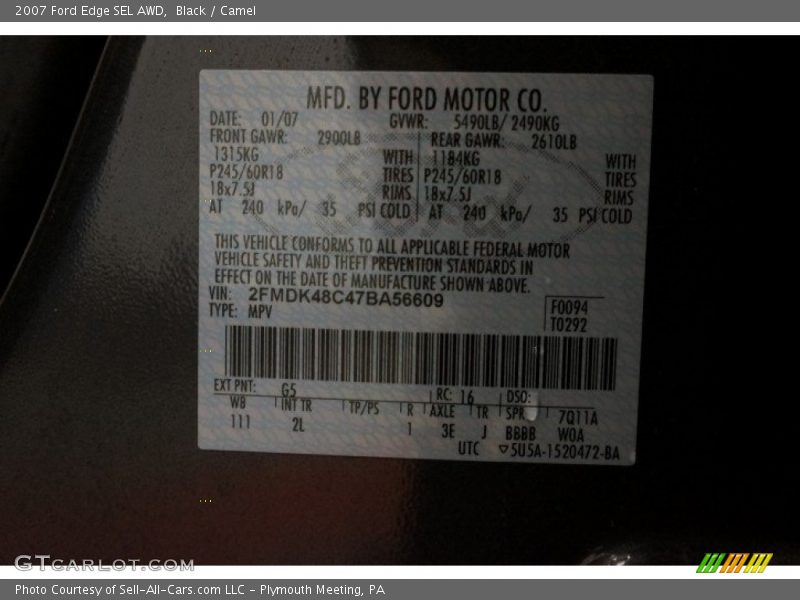 2007 Ford Edge SEL AWD, Black / Camel
MFD. BY FORD MOTOR CO.
DATE: 01/07 GVWR: 5490LB/ 2490KG
FRONT GAWR: 2900LB REAR GAWR: 2610LB
1315KG WITH 1184KG WITH
P245/60R18 TIRES P245/60R18 TIRES
18x7.5J RIMS 18x7.5J RIMS
AT 240 kPa/ 35 PSI COLD AT 240 kPa/ 35 PSI COLD
THIS VEHICLE CONFORMS TO ALL APPLICABLE FEDERAL MOTOR
VEHICLE SAFETY AND THEFT PREVENTION STANDARDS IN
EFFECT ON THE DATE OF MANUFACTURE SHOWN ABOVE.
VIN: 2FMDK48C47BA56609
TYPE: MPV
F0094
T0292
EXT PNT: G5 RC: 16 DSO:
WB INT TR TP/PS R AXLE TR SPR 7Q11A
111 2L 1 3E J BBBB W0A
UTC ▽5U5A-1520472-BA
GTCARLOT.COM
Photo Courtesy of Sell-All-Cars.com LLC - Plymouth Meeting, PA